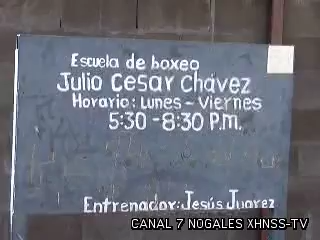 Escuela de boxeo
Julio Cesar Chávez
Horario: Lunes - Viernes
5:30 - 8:30 P.m.
Entrenador: Jesús Juarez
CANAL 7 NOGALES XHNSS-TV